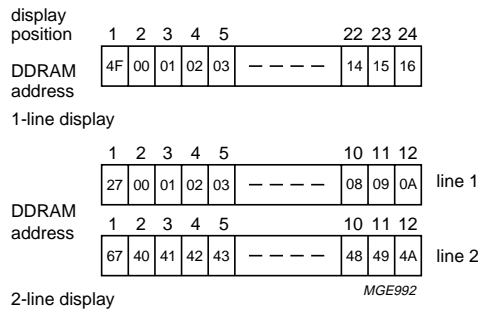 display
position 1 2 3 4 5 22 23 24
DDRAM
address 4F 00 01 02 03 14 15 16
1-line display
1 2 3 4 5 10 11 12
27 00 01 02 03 08 09 0A line 1
DDRAM
address
1 2 3 4 5 10 11 12
67 40 41 42 43 48 49 4A line 2
MGE992
2-line display